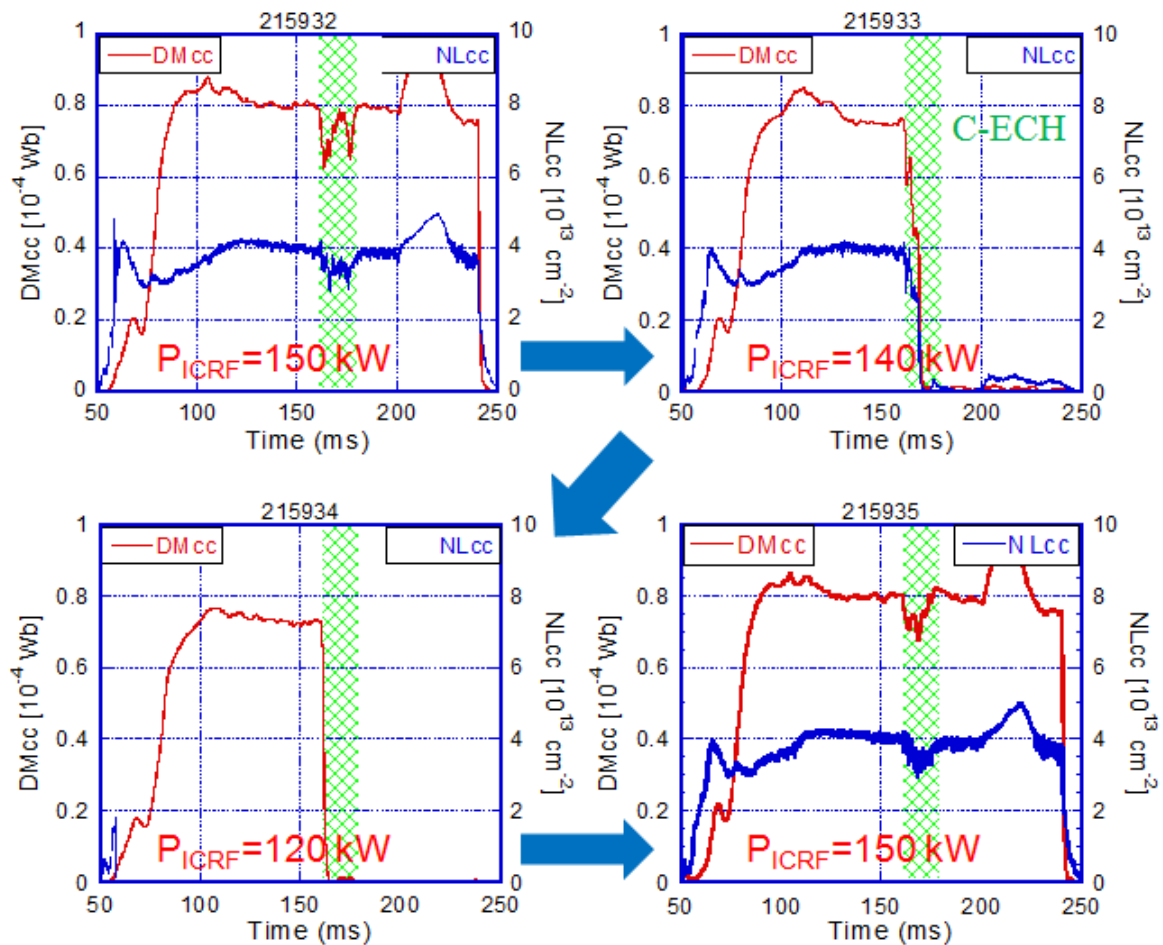 215932
DMcc
NLcc
DMcc [10⁻⁴ Wb]
1
0.8
0.6
0.4
0.2
0
NLcc [10¹³ cm⁻²]
10
8
6
4
2
0
P_ICRF=150 kW
50 100 150 200 250
Time (ms)
215933
DMcc
NLcc
C-ECH
DMcc [10⁻⁴ Wb]
1
0.8
0.6
0.4
0.2
0
NLcc [10¹³ cm⁻²]
10
8
6
4
2
0
P_ICRF=140 kW
50 100 150 200 250
Time (ms)
215934
DMcc
NLcc
DMcc [10⁻⁴ Wb]
1
0.8
0.6
0.4
0.2
0
NLcc [10¹³ cm⁻²]
10
8
6
4
2
0
P_ICRF=120 kW
50 100 150 200 250
Time (ms)
215935
DMcc
NLcc
DMcc [10⁻⁴ Wb]
1
0.8
0.6
0.4
0.2
0
NLcc [10¹³ cm⁻²]
10
8
6
4
2
0
P_ICRF=150 kW
50 100 150 200 250
Time (ms)